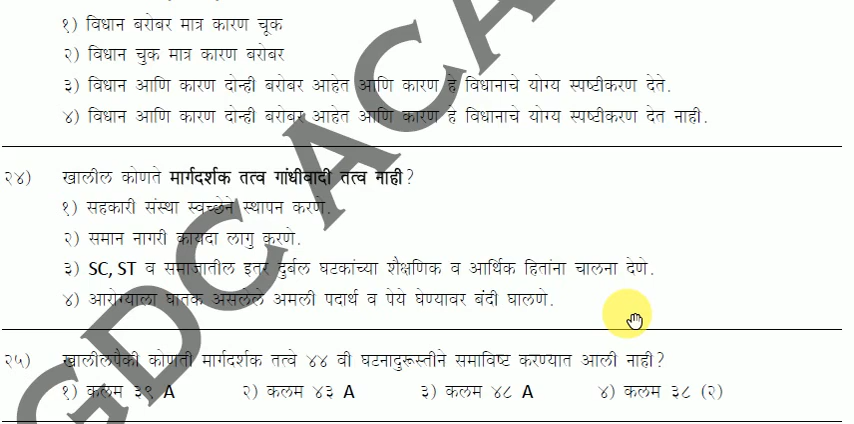 १) विधान बरोबर मात्र कारण चूक
२) विधान चुक मात्र कारण बरोबर
३) विधान आणि कारण दोन्ही बरोबर आहेत आणि कारण हे विधानाचे योग्य स्पष्टीकरण देते.
४) विधान आणि कारण दोन्ही बरोबर आहेत आणि कारण हे विधानाचे योग्य स्पष्टीकरण देत नाही.
२४) खालील कोणते मार्गदर्शक तत्व गांधीवादी तत्व नाही?
१) सहकारी संस्था स्वच्छेने स्थापन करणे.
२) समान नागरी कायदा लागु करणे.
३) SC, ST व समाजातील इतर दुर्बल घटकांच्या शैक्षणिक व आर्थिक हितांना चालना देणे.
४) आरोग्याला घातक असलेले अमली पदार्थ व पेये घेण्यावर बंदी घालणे.
२५) खालीलपैकी कोणती मार्गदर्शक तत्वे ४४ वी घटनादुरूस्तीने समाविष्ट करण्यात आली नाही?
१) कलम ३९ A २) कलम ४३ A ३) कलम ४८ A ४) कलम ३८ (२)
GDC ACA